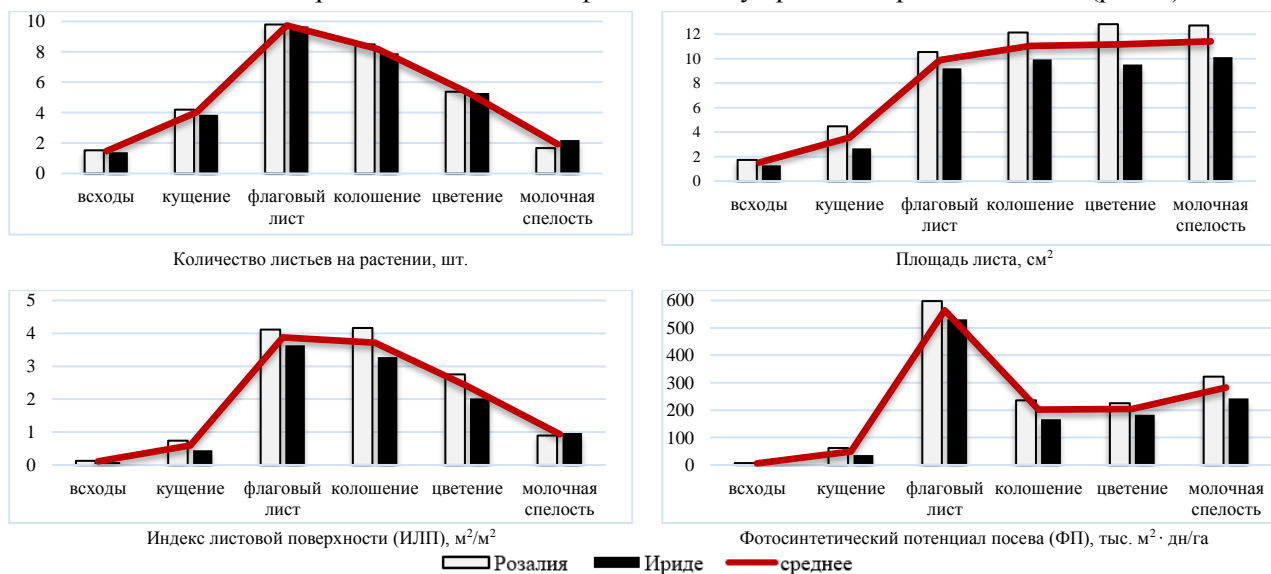 10
8
6
4
2
0
всходы кущение флаговый лист колошение цветение молочная спелость
Количество листьев на растении, шт.
12
10
8
6
4
2
0
всходы кущение флаговый лист колошение цветение молочная спелость
Площадь листа, см²
5
4
3
2
1
0
всходы кущение флаговый лист колошение цветение молочная спелость
Индекс листовой поверхности (ИЛП), м²/м²
600
500
400
300
200
100
0
всходы кущение флаговый лист колошение цветение молочная спелость
Фотосинтетический потенциал посева (ФП), тыс. м² · дн/га
Розалия Ириде среднее